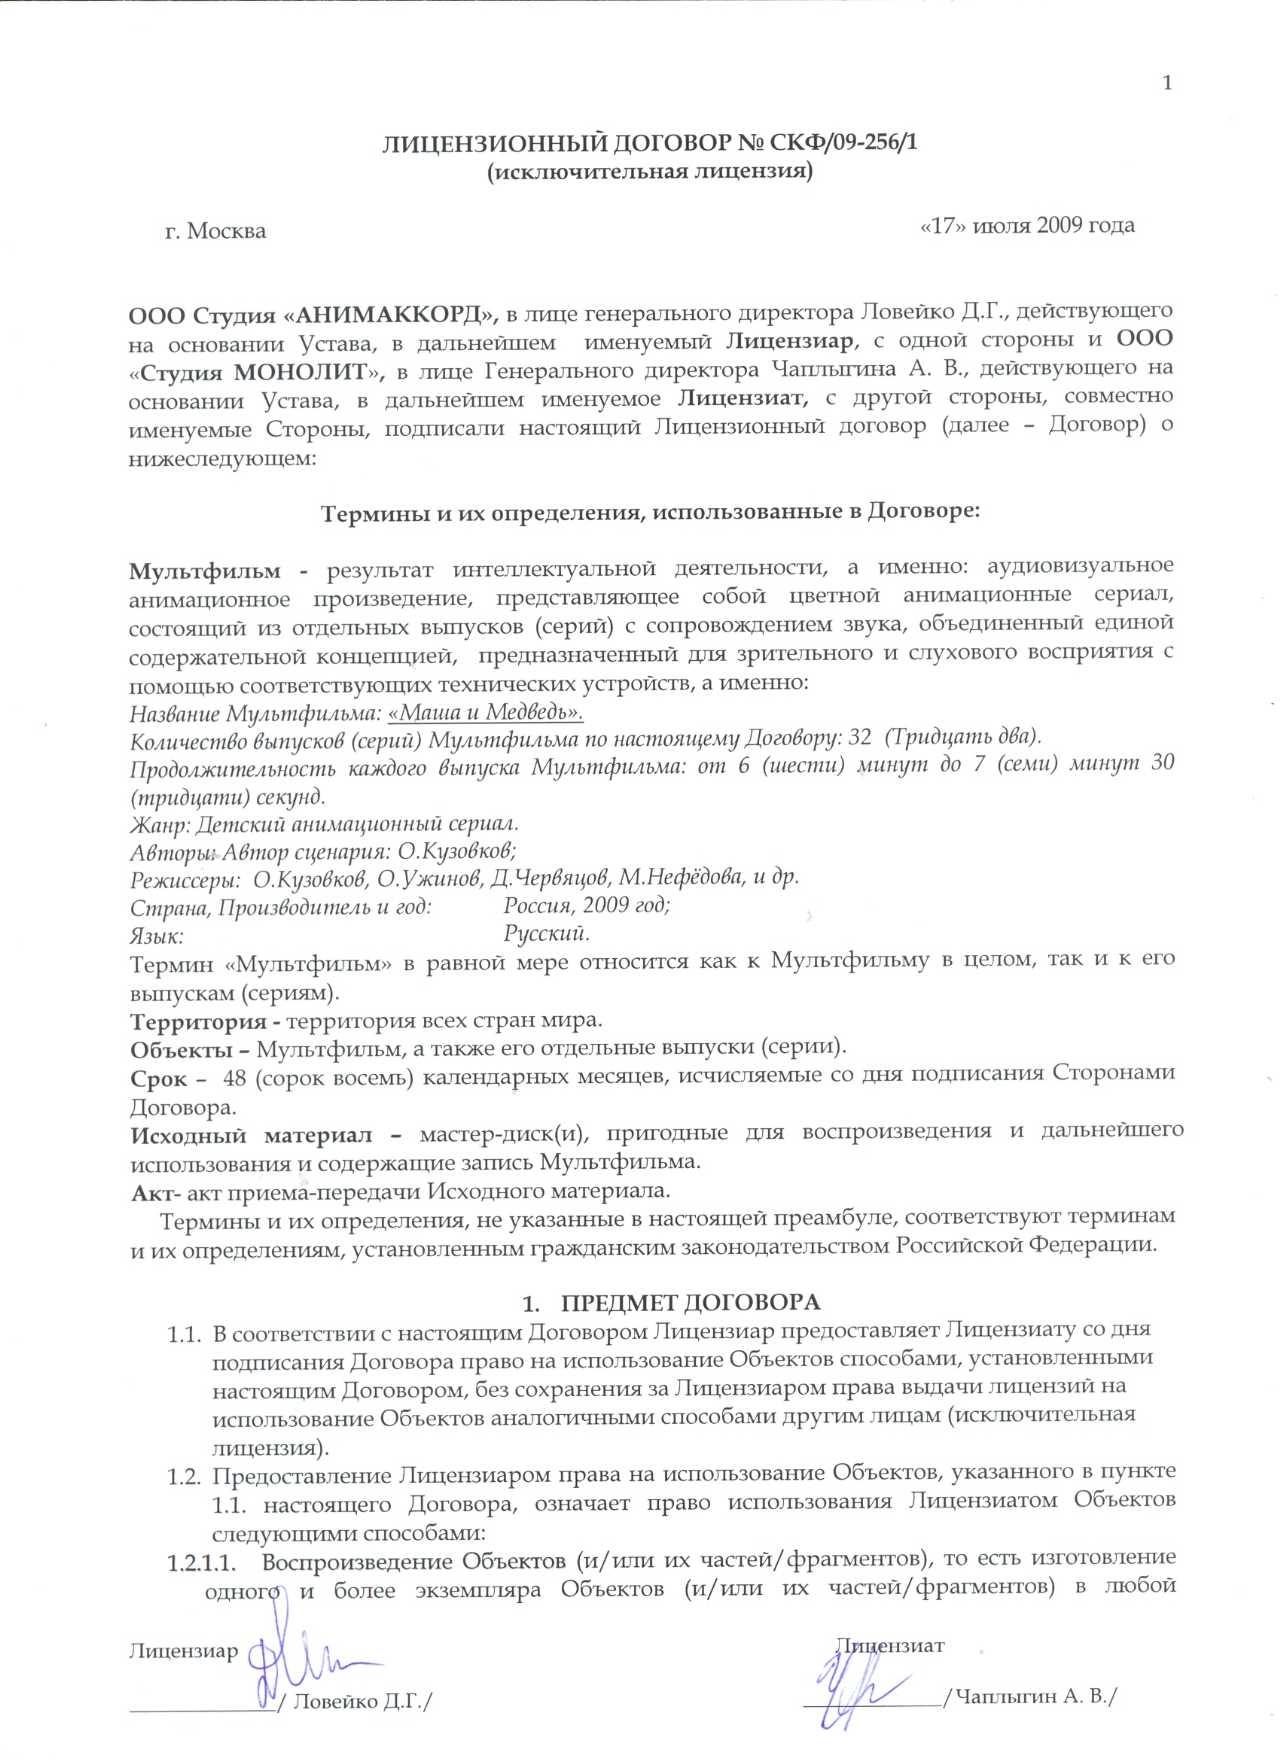 1
ЛИЦЕНЗИОННЫЙ ДОГОВОР № СКФ/09-256/1
(исключительная лицензия)
г. Москва «17» июля 2009 года
ООО Студия «АНИМАККОРД», в лице генерального директора Ловейко Д.Г., действующего
на основании Устава, в дальнейшем именуемый Лицензиар, с одной стороны и ООО
«Студия МОНОЛИТ», в лице Генерального директора Чаплыгина А. В., действующего на
основании Устава, в дальнейшем именуемое Лицензиат, с другой стороны, совместно
именуемые Стороны, подписали настоящий Лицензионный договор (далее – Договор) о
нижеследующем:
Термины и их определения, использованные в Договоре:
Мультфильм - результат интеллектуальной деятельности, а именно: аудиовизуальное
анимационное произведение, представляющее собой цветной анимационные сериал,
состоящий из отдельных выпусков (серий) с сопровождением звука, объединенный единой
содержательной концепцией, предназначенный для зрительного и слухового восприятия с
помощью соответствующих технических устройств, а именно:
Название Мультфильма: «Маша и Медведь».
Количество выпусков (серий) Мультфильма по настоящему Договору: 32 (Тридцать два).
Продолжительность каждого выпуска Мультфильма: от 6 (шести) минут до 7 (семи) минут 30
(тридцати) секунд.
Жанр: Детский анимационный сериал.
Авторы: Автор сценария: О.Кузовков;
Режиссеры: О.Кузовков, О.Ужинов, Д.Червяцов, М.Нефёдова, и др.
Страна, Производитель и год: Россия, 2009 год;
Язык: Русский.
Термин «Мультфильм» в равной мере относится как к Мультфильму в целом, так и к его
выпускам (сериям).
Территория - территория всех стран мира.
Объекты – Мультфильм, а также его отдельные выпуски (серии).
Срок – 48 (сорок восемь) календарных месяцев, исчисляемые со дня подписания Сторонами
Договора.
Исходный материал – мастер-диск(и), пригодные для воспроизведения и дальнейшего
использования и содержащие запись Мультфильма.
Акт- акт приема-передачи Исходного материала.
Термины и их определения, не указанные в настоящей преамбуле, соответствуют терминам
и их определениям, установленным гражданским законодательством Российской Федерации.
1. ПРЕДМЕТ ДОГОВОРА
1.1. В соответствии с настоящим Договором Лицензиар предоставляет Лицензиату со дня
подписания Договора право на использование Объектов способами, установленными
настоящим Договором, без сохранения за Лицензиаром права выдачи лицензий на
использование Объектов аналогичными способами другим лицам (исключительная
лицензия).
1.2. Предоставление Лицензиаром права на использование Объектов, указанного в пункте
1.1. настоящего Договора, означает право использования Лицензиатом Объектов
следующими способами:
1.2.1.1. Воспроизведение Объектов (и/или их частей/фрагментов), то есть изготовление
одного и более экземпляра Объектов (и/или их частей/фрагментов) в любой
Лицензиар Лицензиат
/ Ловейко Д.Г./ /Чаплыгин А. В./